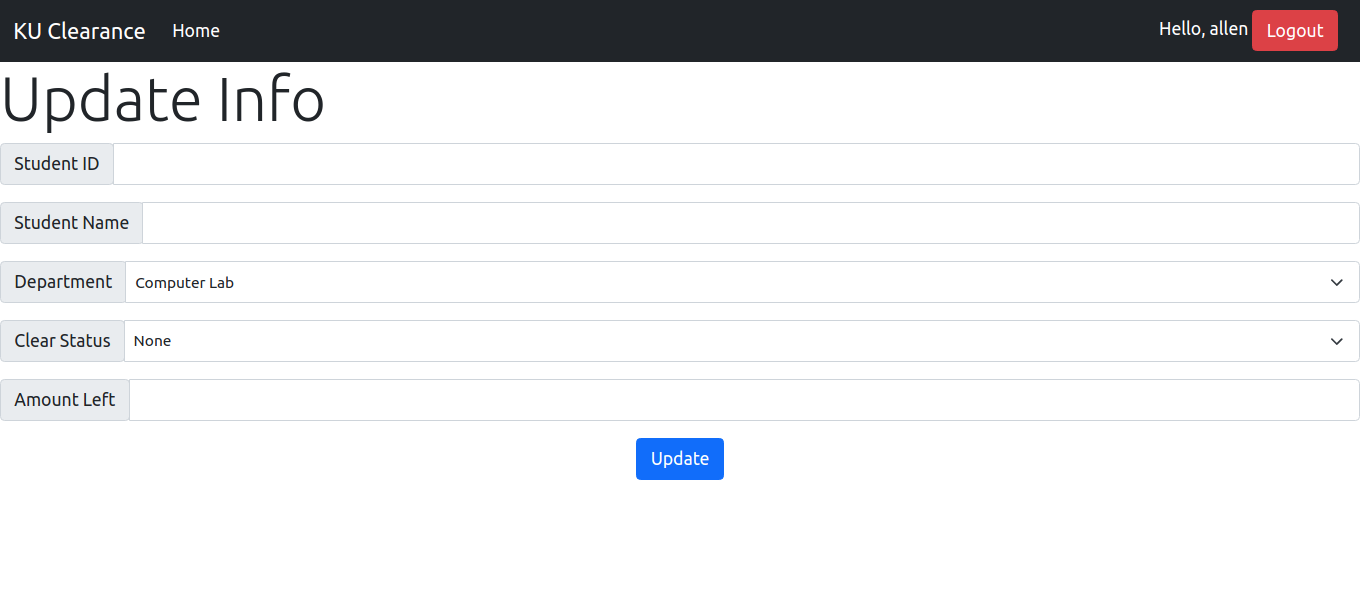 KU Clearance Home Hello, allen Logout
Update Info
Student ID
Student Name
Department Computer Lab
Clear Status None
Amount Left
Update